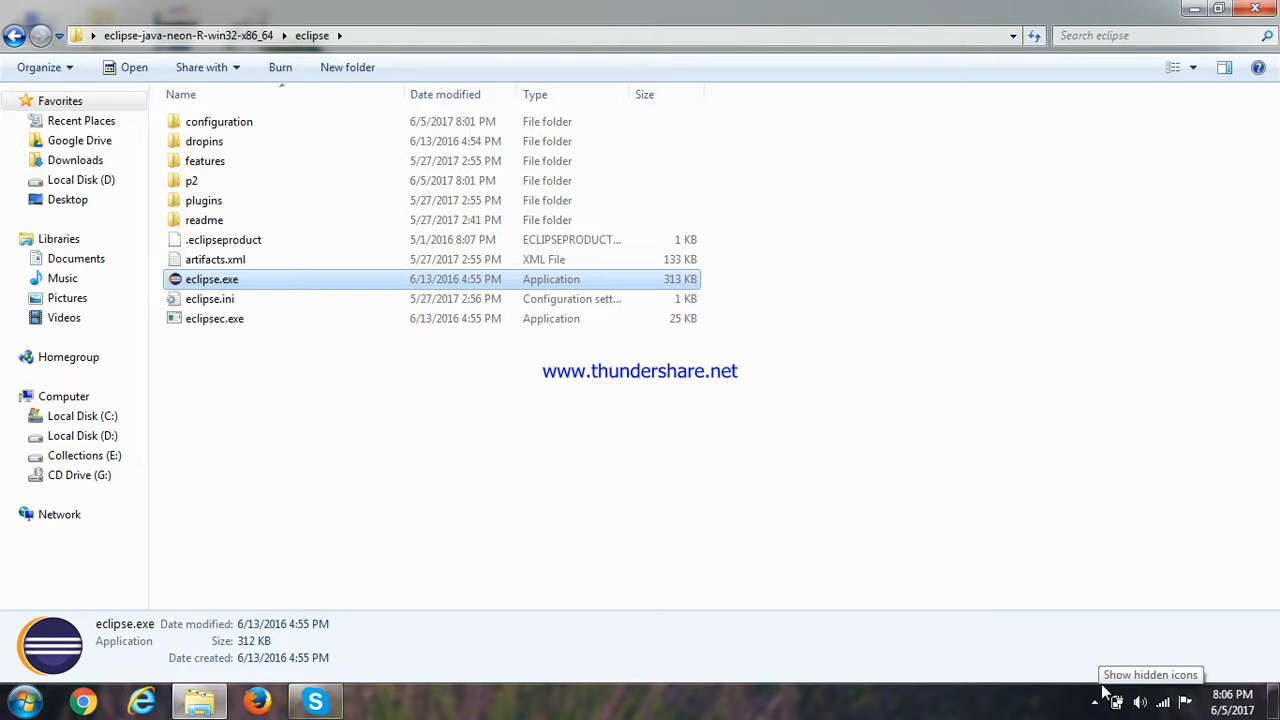 eclipse-java-neon-R-win32-x86_64 eclipse
Search eclipse
Organize Open Share with Burn New folder
Name Date modified Type Size
Favorites
Recent Places
Google Drive
Downloads
Local Disk (D)
Desktop
Libraries
Documents
Music
Pictures
Videos
Homegroup
Computer
Local Disk (C:)
Local Disk (D:)
Collections (E:)
CD Drive (G:)
Network
configuration 6/5/2017 8:01 PM File folder
dropins 6/13/2016 4:54 PM File folder
features 5/27/2017 2:55 PM File folder
p2 6/5/2017 8:01 PM File folder
plugins 5/27/2017 2:55 PM File folder
readme 5/27/2017 2:41 PM File folder
.eclipseproduct 5/1/2016 8:07 PM ECLIPSEPRODUCT... 1 KB
artifacts.xml 5/27/2017 2:55 PM XML File 133 KB
eclipse.exe 6/13/2016 4:55 PM Application 313 KB
eclipse.ini 5/27/2017 2:56 PM Configuration sett... 1 KB
eclipsec.exe 6/13/2016 4:55 PM Application 25 KB
www.thundershare.net
eclipse.exe Date modified: 6/13/2016 4:55 PM
Application Size: 312 KB
Date created: 6/13/2016 4:55 PM
Show hidden icons
8:06 PM
6/5/2017